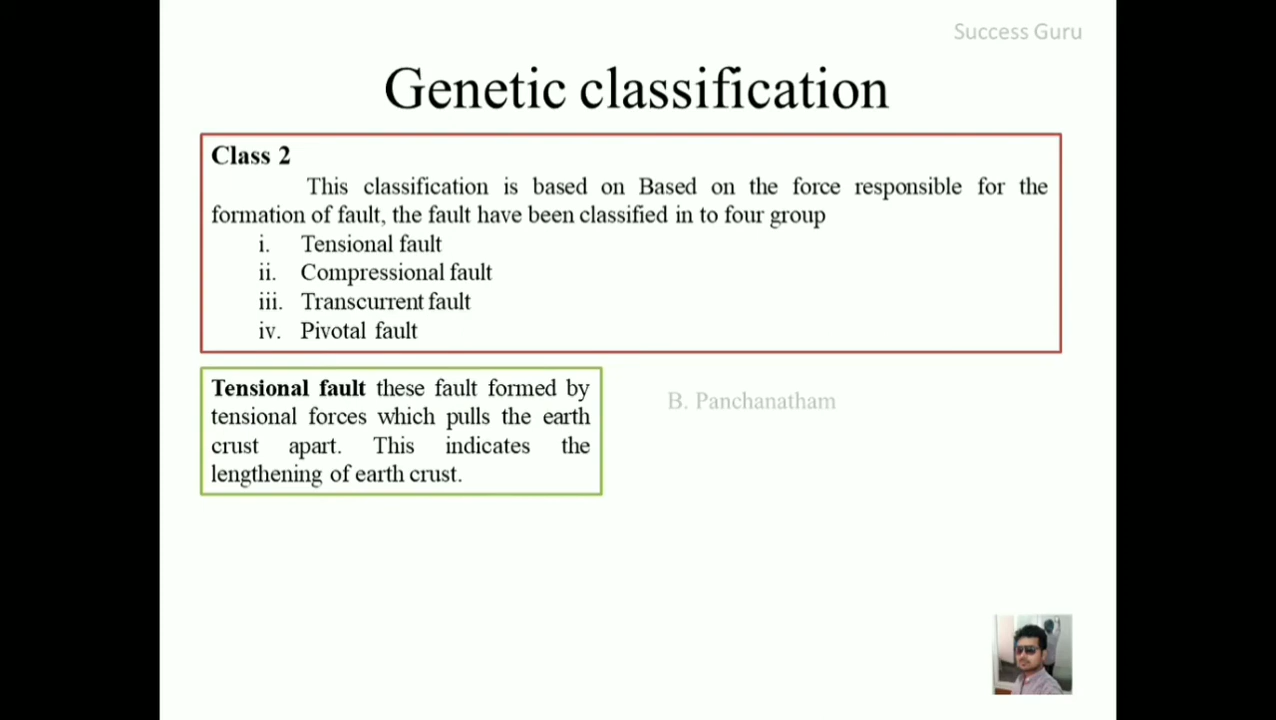 Success Guru
Genetic classification
Class 2
This classification is based on Based on the force responsible for the
formation of fault, the fault have been classified in to four group
i. Tensional fault
ii. Compressional fault
iii. Transcurrent fault
iv. Pivotal fault
Tensional fault these fault formed by
tensional forces which pulls the earth
crust apart. This indicates the
lengthening of earth crust.
B. Panchanatham